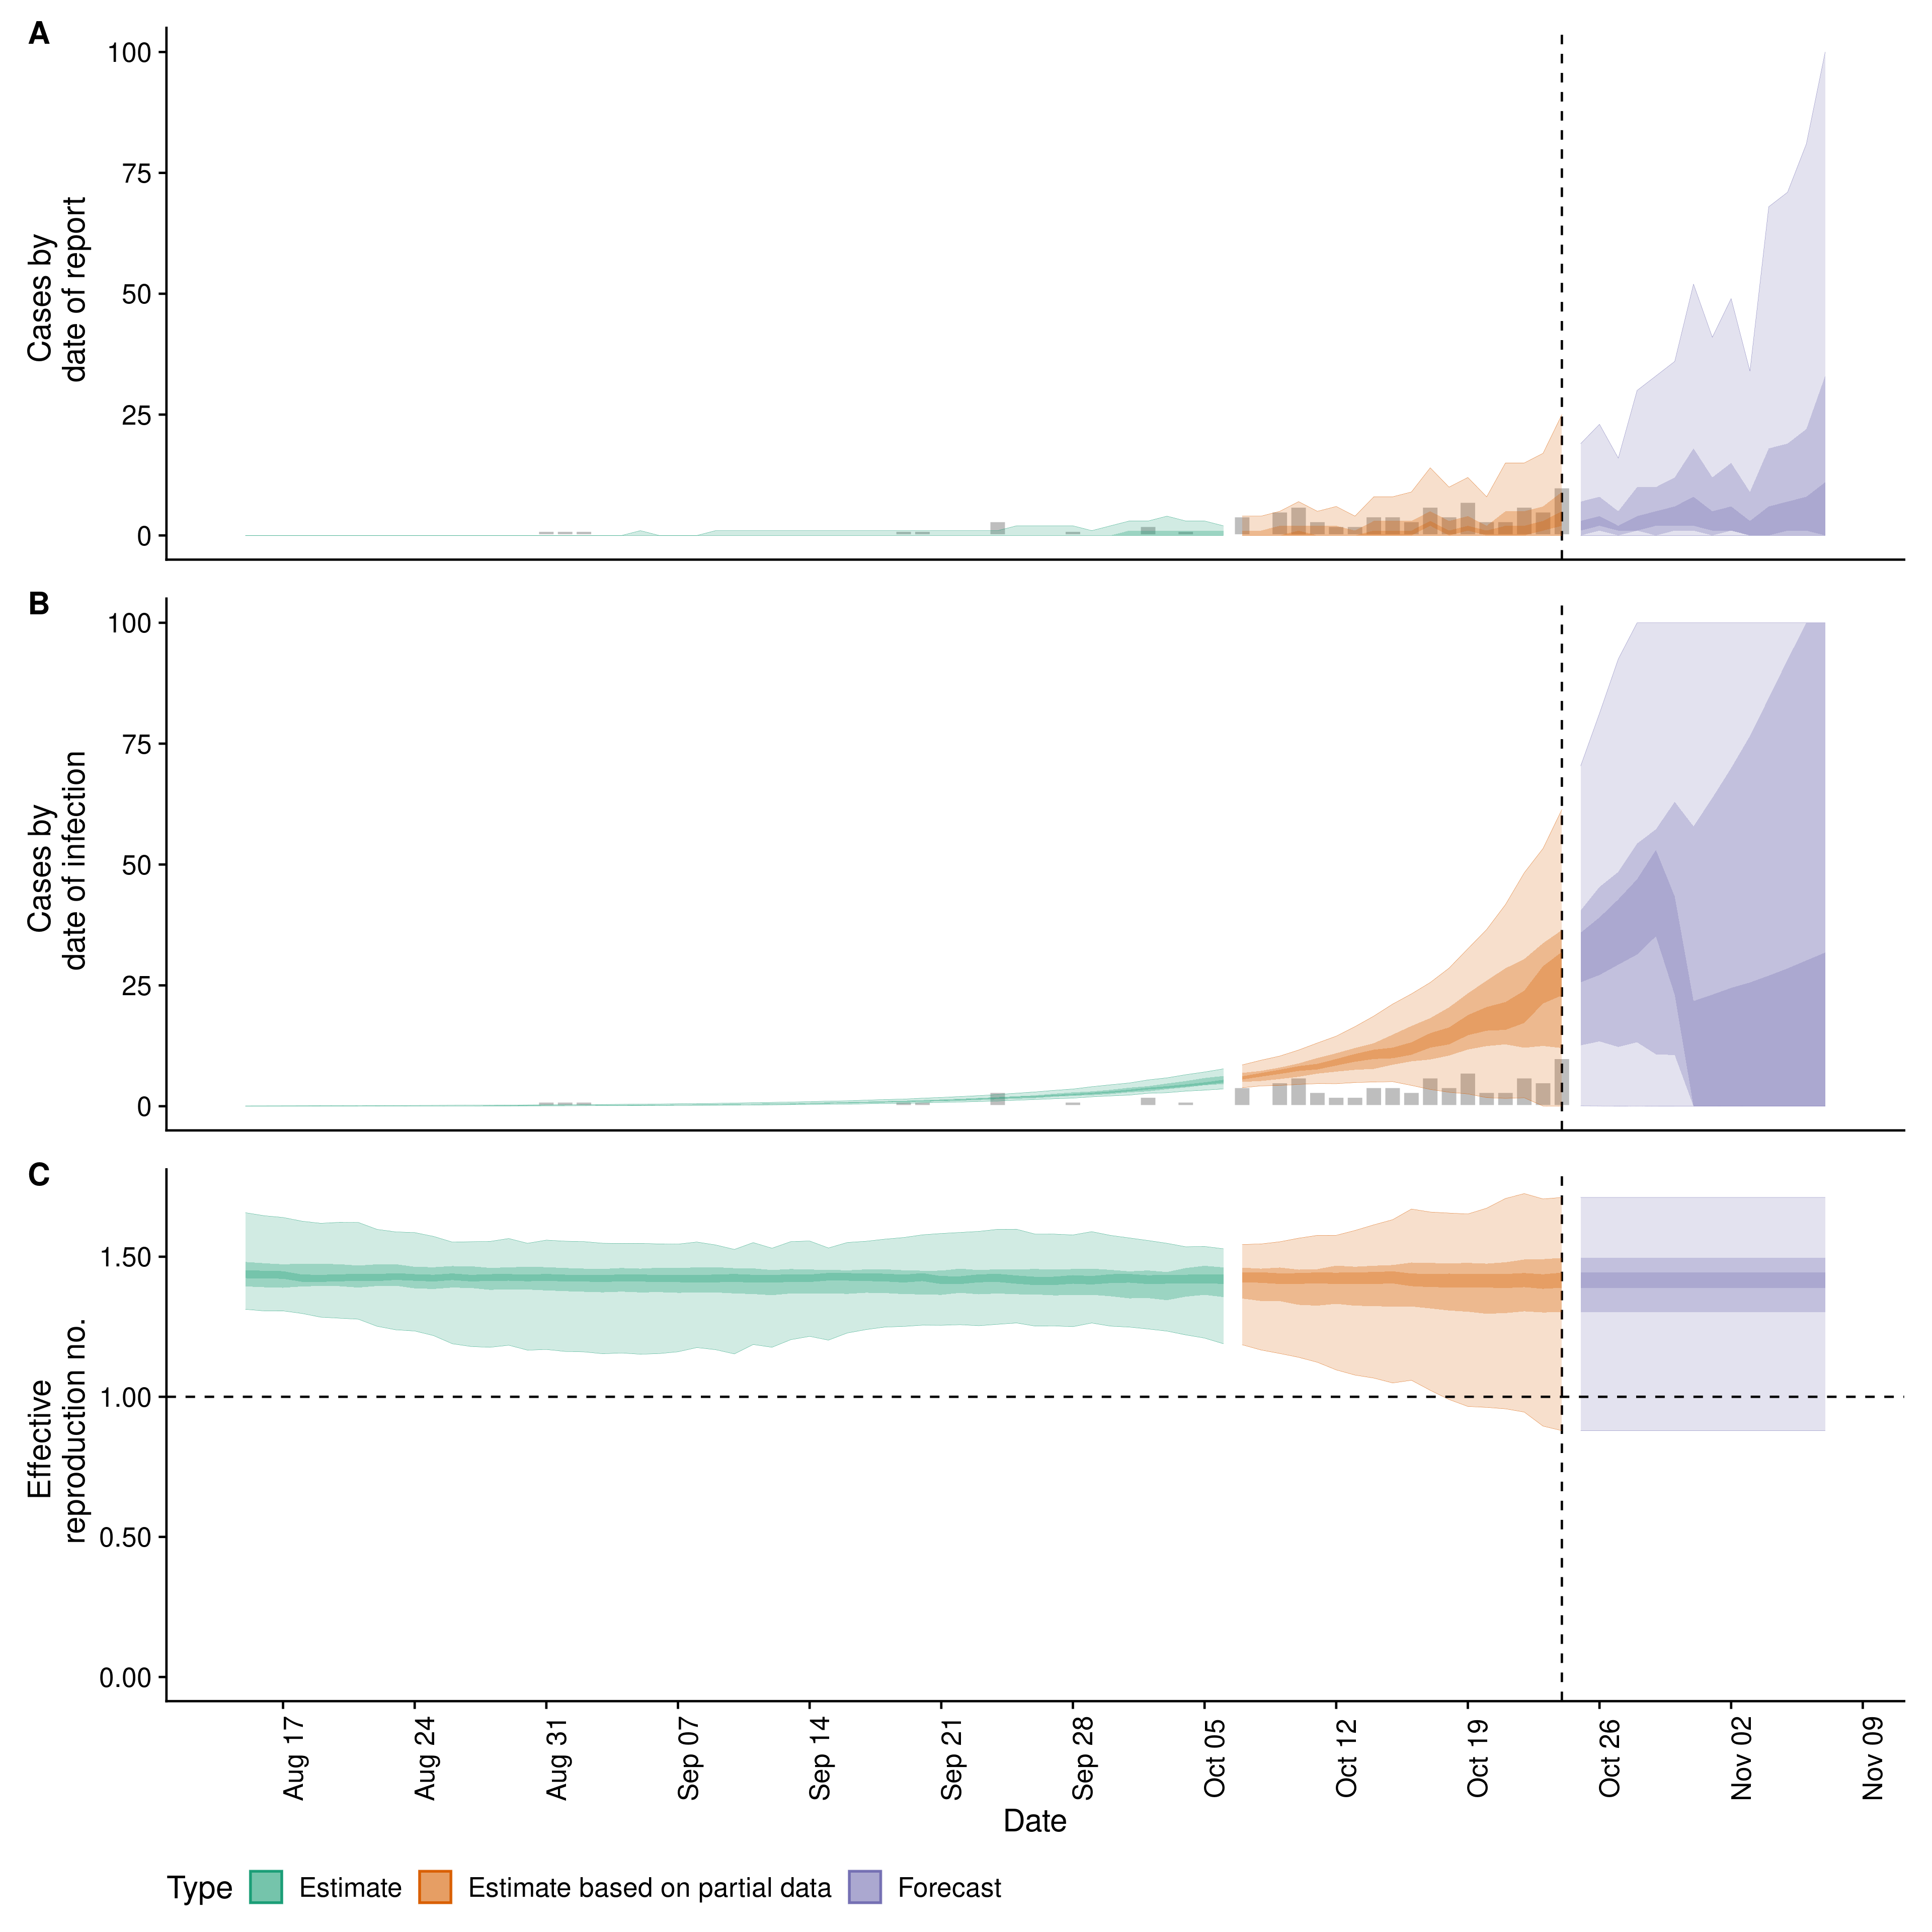 A
100
75
50
25
0
Cases by
date of report
B
100
75
50
25
0
Cases by
date of infection
C
1.50
1.00
0.50
0.00
Effective
reproduction no.
Aug 17
Aug 24
Aug 31
Sep 07
Sep 14
Sep 21
Sep 28
Oct 05
Oct 12
Oct 19
Oct 26
Nov 02
Nov 09
Date
Type Estimate Estimate based on partial data Forecast